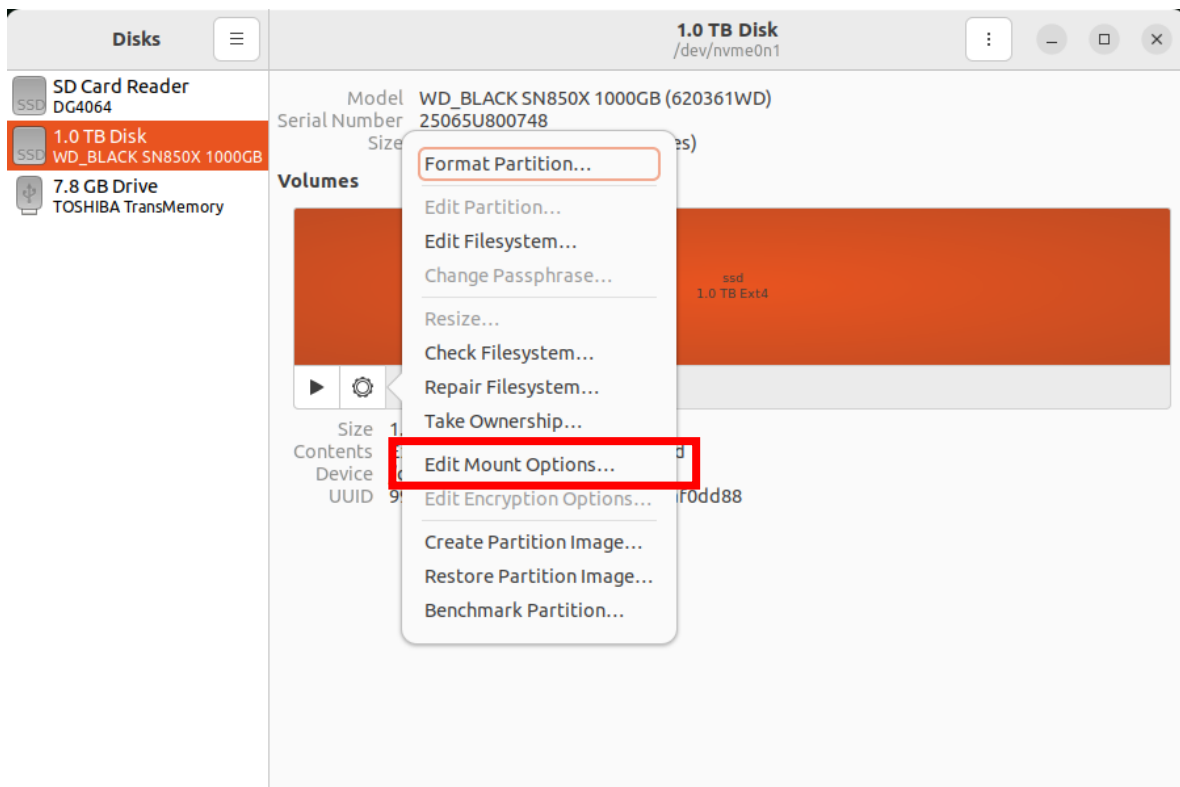 Disks
1.0 TB Disk
/dev/nvme0n1
SD Card Reader
SSD DG4064
1.0 TB Disk
SSD WD_BLACK SN850X 1000GB
7.8 GB Drive
TOSHIBA TransMemory
Model WD_BLACK SN850X 1000GB (620361WD)
Serial Number 25065U800748
Size es)
Volumes
ssd
1.0 TB Ext4
Format Partition...
Edit Partition...
Edit Filesystem...
Change Passphrase...
Resize...
Check Filesystem...
Repair Filesystem...
Take Ownership...
Edit Mount Options...
Edit Encryption Options...
Create Partition Image...
Restore Partition Image...
Benchmark Partition...
Size 1.
Contents
Device
UUID 99 f0dd88